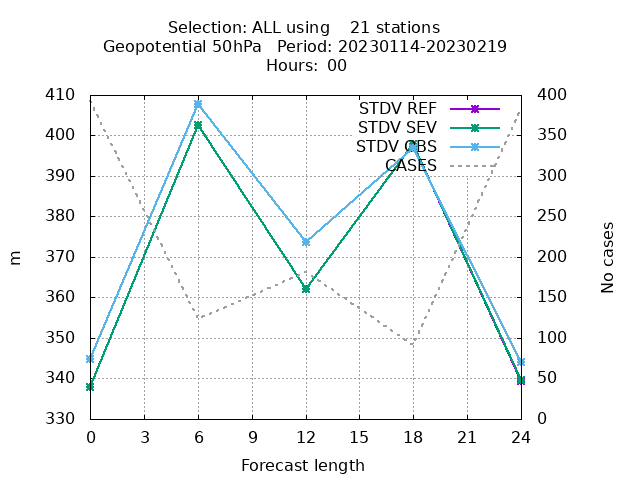 Selection: ALL using    21 stations
Geopotential 50hPa   Period: 20230114-20230219
Hours: 00
410 400
STDV REF
STDV SEV
400 350
STDV OBS
CASES
390 300
380 250
370 200
m
No cases
360 150
350 100
340 50
330 0
0 3 6 9 12 15 18 21 24
Forecast length